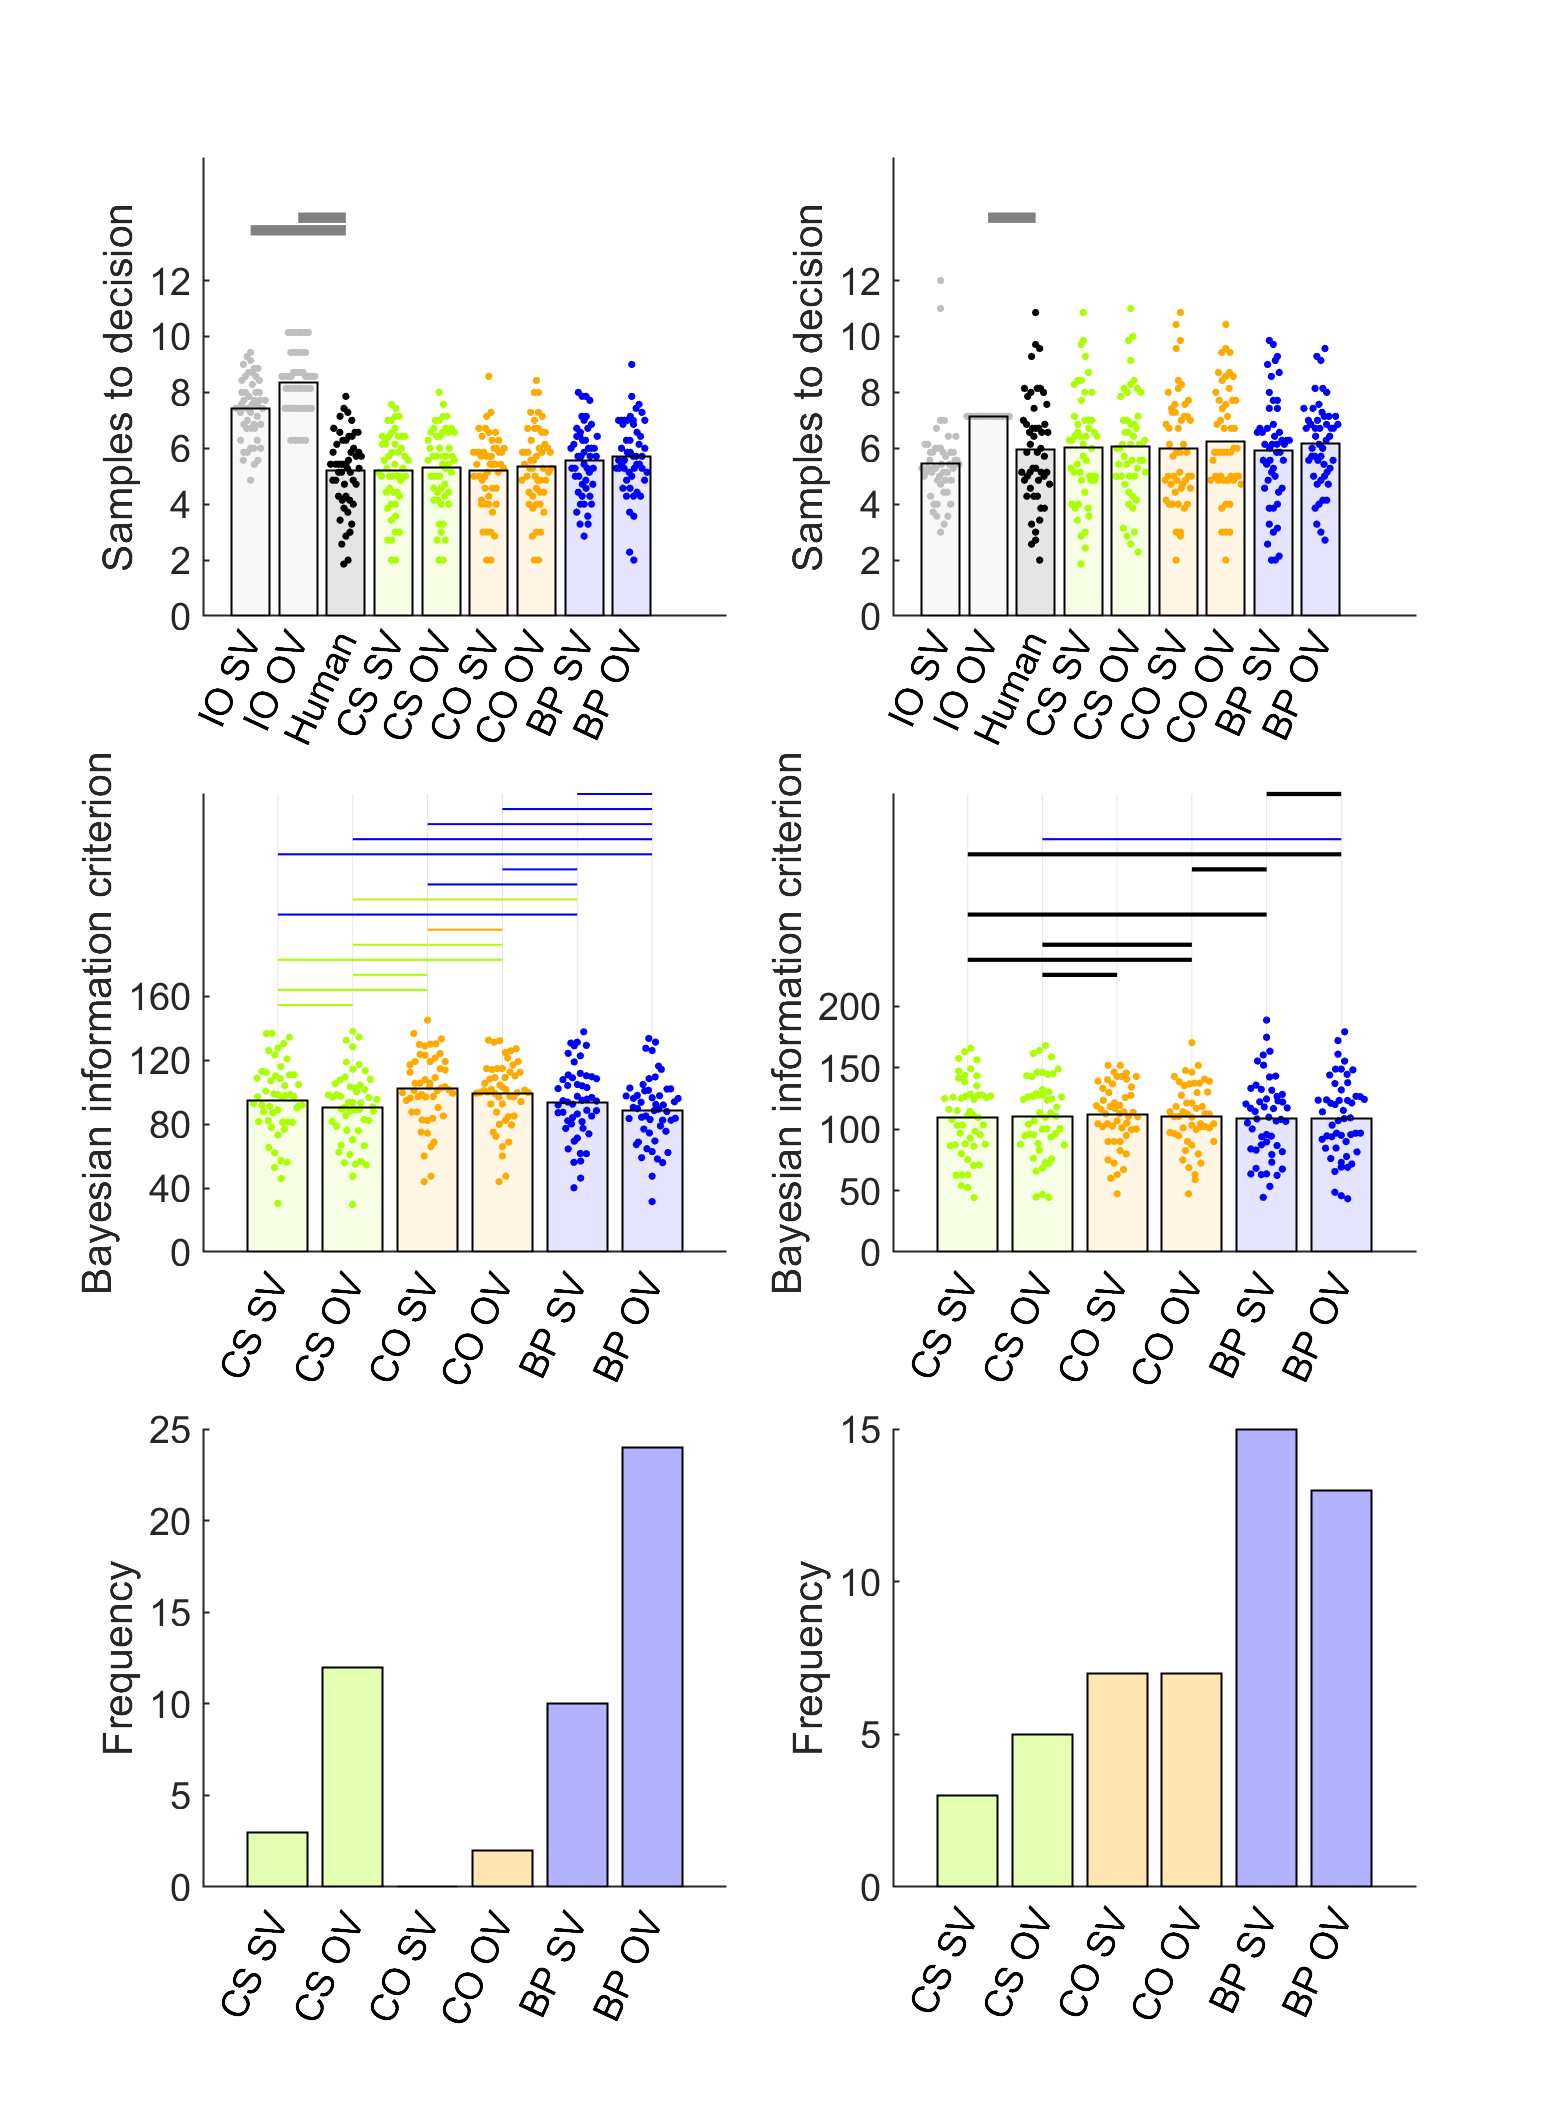 Samples to decision
12
10
8
6
4
2
0
IO SV
IO OV
Human
CS SV
CS OV
CO SV
CO OV
BP SV
BP OV
Samples to decision
12
10
8
6
4
2
0
IO SV
IO OV
Human
CS SV
CS OV
CO SV
CO OV
BP SV
BP OV
Bayesian information criterion
160
120
80
40
0
CS SV
CS OV
CO SV
CO OV
BP SV
BP OV
Bayesian information criterion
200
150
100
50
0
CS SV
CS OV
CO SV
CO OV
BP SV
BP OV
Frequency
25
20
15
10
5
0
CS SV
CS OV
CO SV
CO OV
BP SV
BP OV
Frequency
15
10
5
0
CS SV
CS OV
CO SV
CO OV
BP SV
BP OV